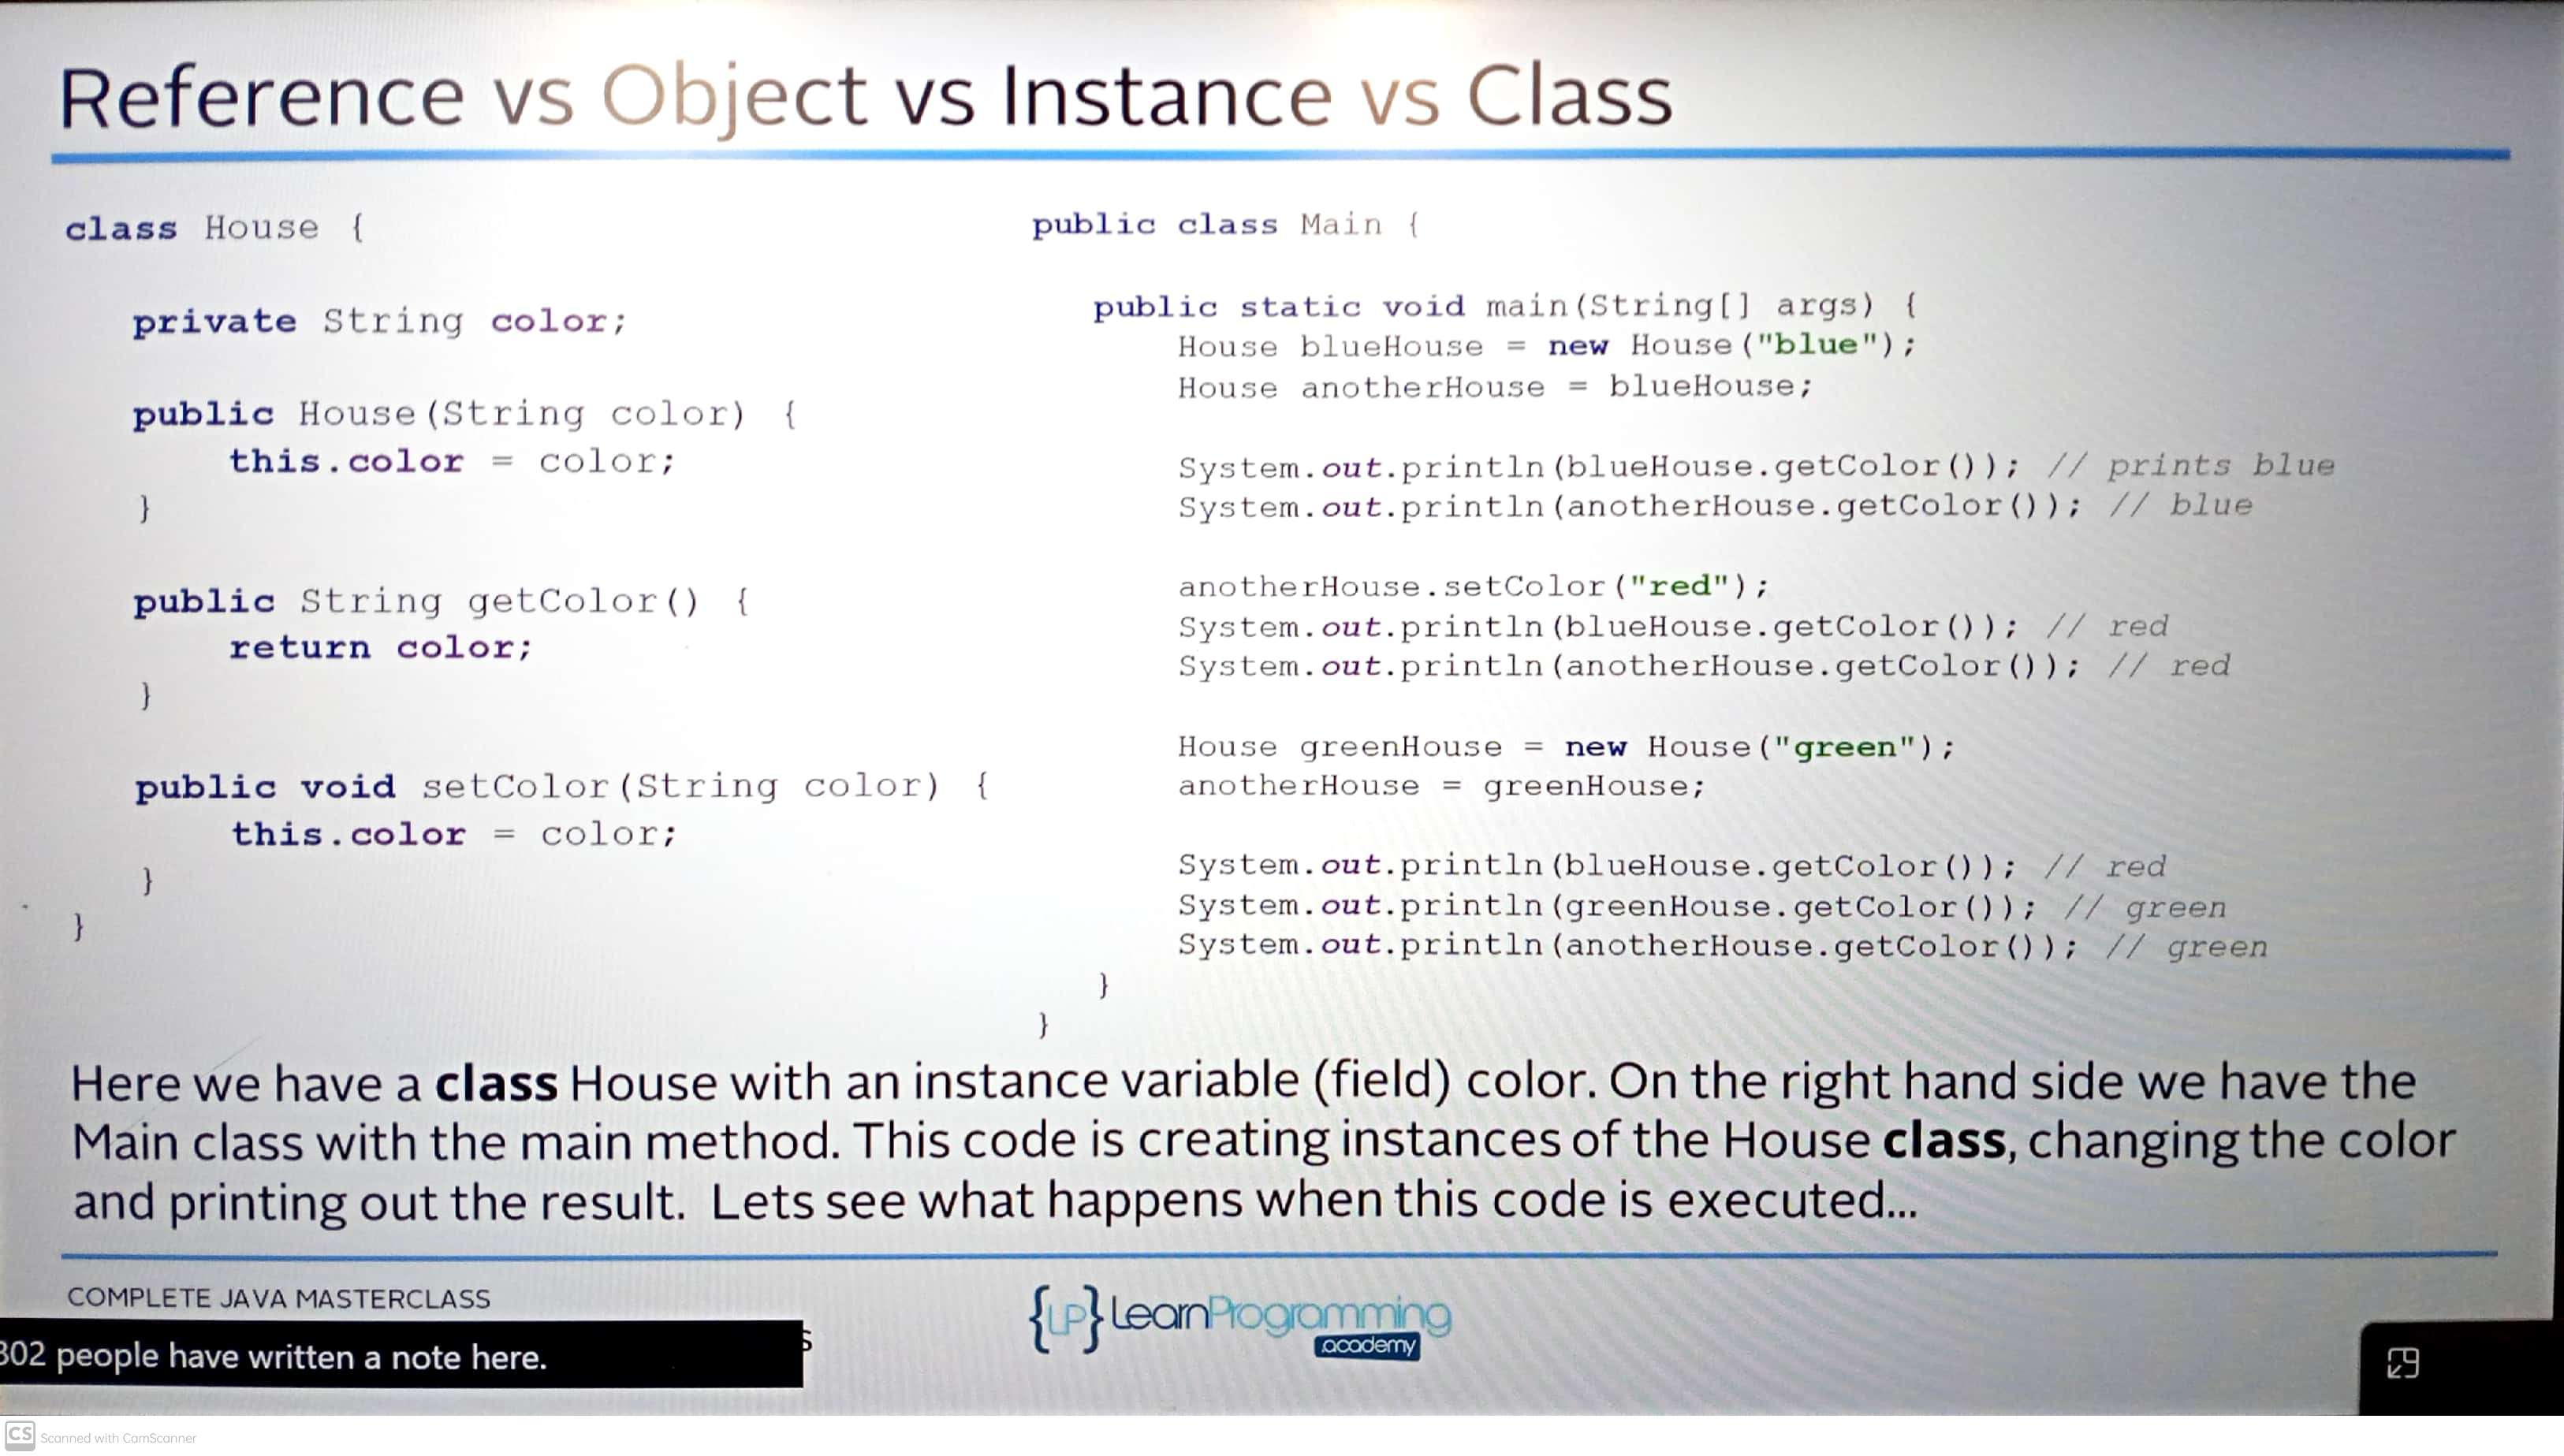 Reference vs Object vs Instance vs Class
class House {
private String color;
public House(String color) {
this.color = color;
}
public String getColor() {
return color;
}
public void setColor(String color) {
this.color = color;
}
}
public class Main {
public static void main(String[] args) {
House blueHouse = new House("blue");
House anotherHouse = blueHouse;
System.out.println(blueHouse.getColor()); // prints blue
System.out.println(anotherHouse.getColor()); // blue
anotherHouse.setColor("red");
System.out.println(blueHouse.getColor()); // red
System.out.println(anotherHouse.getColor()); // red
House greenHouse = new House("green");
anotherHouse = greenHouse;
System.out.println(blueHouse.getColor()); // red
System.out.println(greenHouse.getColor()); // green
System.out.println(anotherHouse.getColor()); // green
}
}
Here we have a class House with an instance variable (field) color. On the right hand side we have the
Main class with the main method. This code is creating instances of the House class, changing the color
and printing out the result. Lets see what happens when this code is executed...
COMPLETE JAVA MASTERCLASS
{LP} LearnProgramming
academy
302 people have written a note here.
CS Scanned with CamScanner